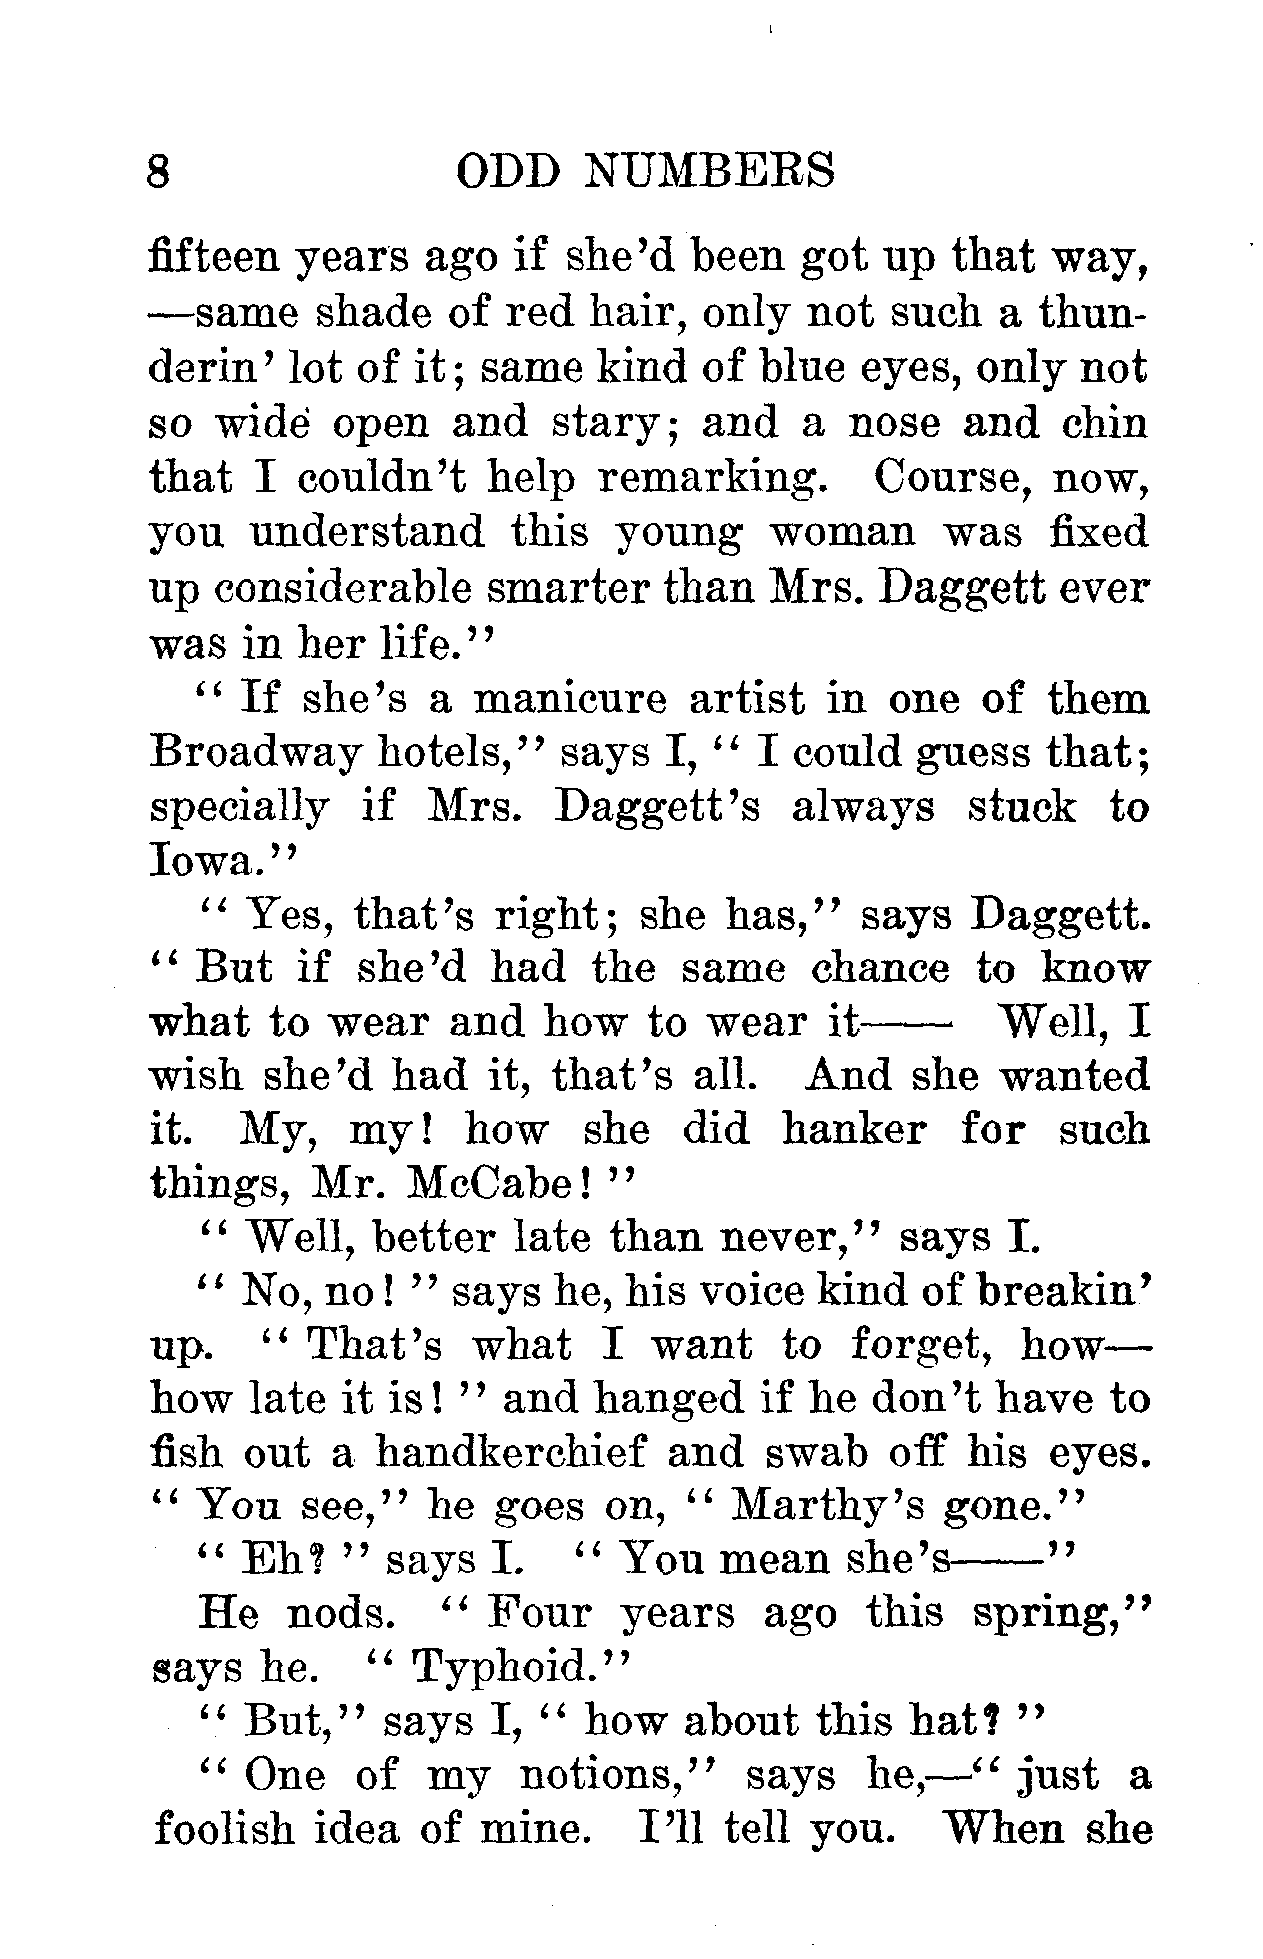 8 ODD NUMBERS
fifteen years ago if she'd been got up that way,
—same shade of red hair, only not such a thun-
derin' lot of it; same kind of blue eyes, only not
so wide open and stary; and a nose and chin
that I couldn't help remarking. Course, now,
you understand this young woman was fixed
up considerable smarter than Mrs. Daggett ever
was in her life."
" If she's a manicure artist in one of them
Broadway hotels," says I, " I could guess that;
specially if Mrs. Daggett's always stuck to
Iowa."
" Yes, that's right; she has," says Daggett.
" But if she'd had the same chance to know
what to wear and how to wear it—— Well, I
wish she'd had it, that's all. And she wanted
it. My, my! how she did hanker for such
things, Mr. McCabe! "
" Well, better late than never," says I.
" No, no! " says he, his voice kind of breakin'
up. " That's what I want to forget, how—
how late it is! " and hanged if he don't have to
fish out a handkerchief and swab off his eyes.
" You see," he goes on, " Marthy's gone."
" Eh? " says I. " You mean she's——"
He nods. " Four years ago this spring,"
says he. " Typhoid."
" But," says I, " how about this hat? "
" One of my notions," says he,—" just a
foolish idea of mine. I'll tell you. When she